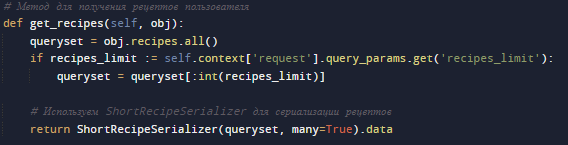 # Метод для получения рецептов пользователя
def get_recipes(self, obj):
    queryset = obj.recipes.all()
    if recipes_limit := self.context['request'].query_params.get('recipes_limit'):
        queryset = queryset[:int(recipes_limit)]

    # Используем ShortRecipeSerializer для сериализации рецептов
    return ShortRecipeSerializer(queryset, many=True).data